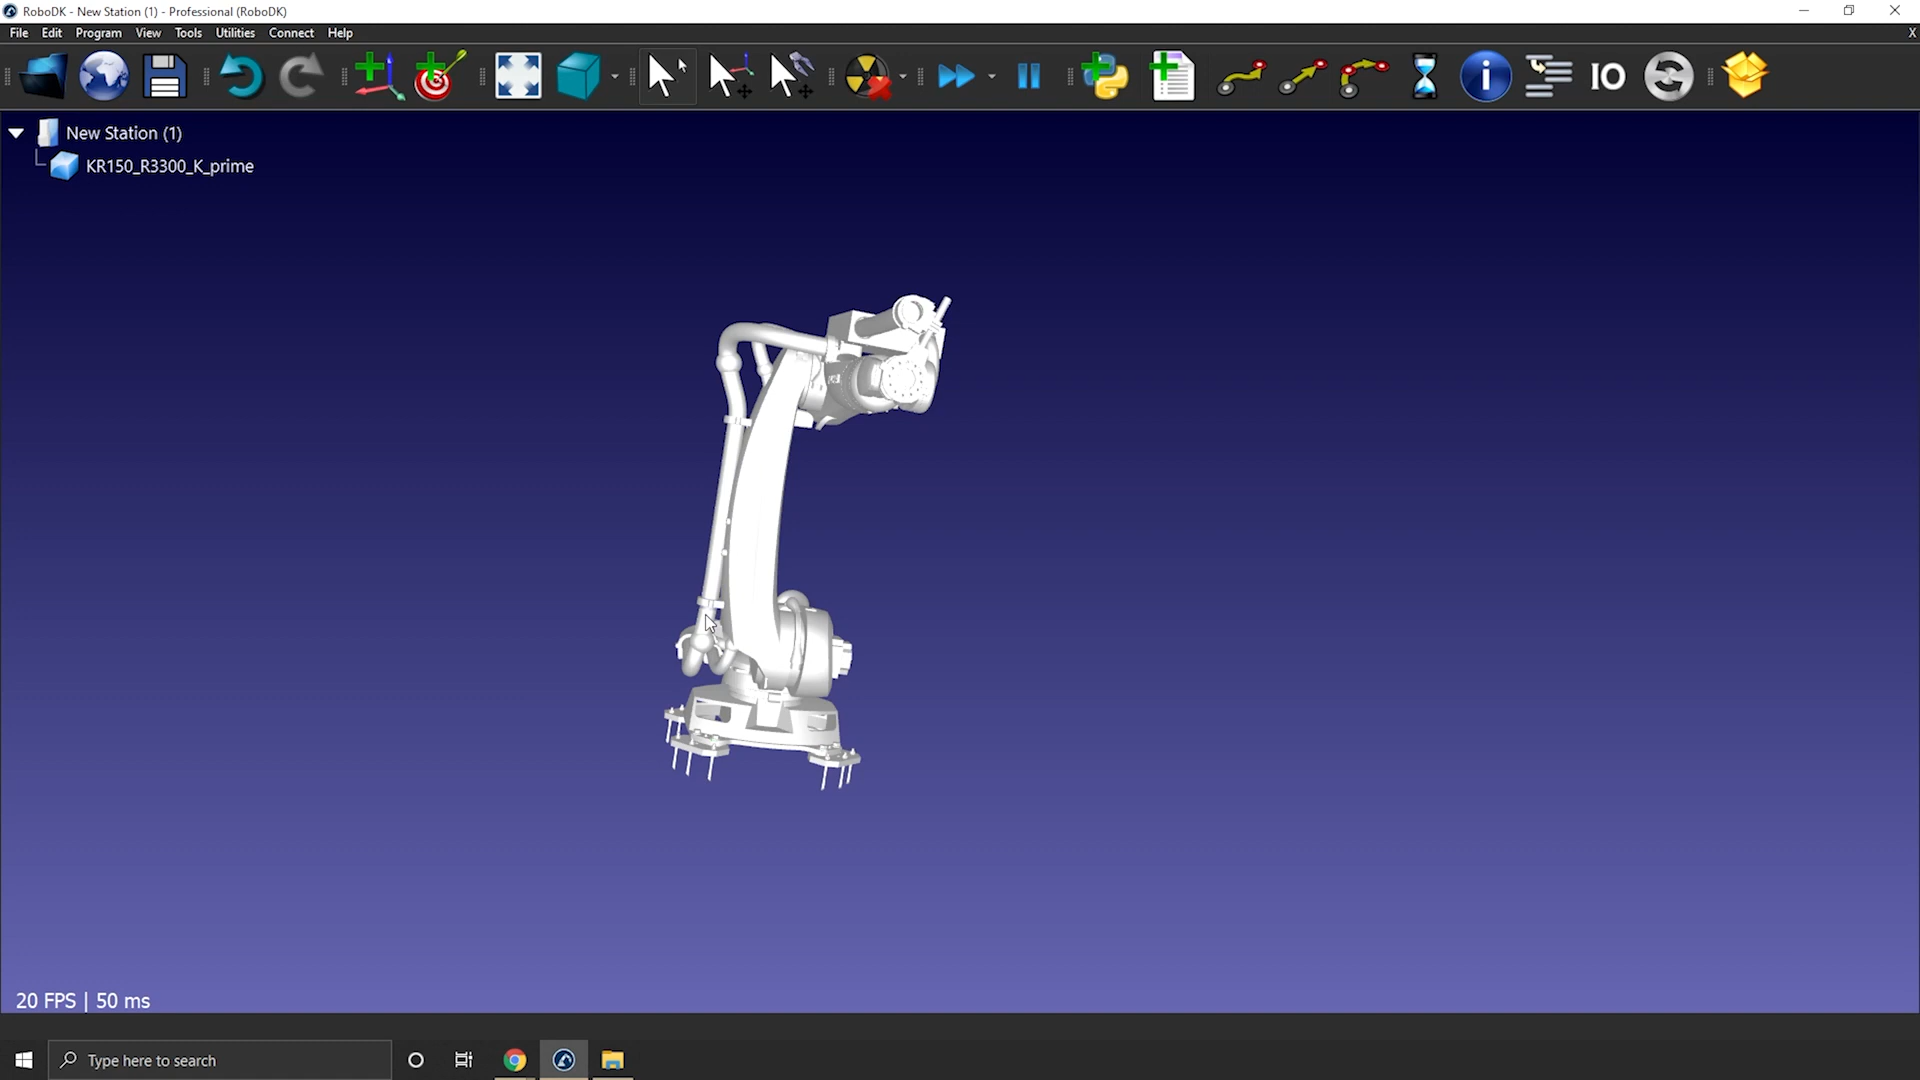 RoboDK - New Station (1) - Professional (RoboDK)
File Edit Program View Tools Utilities Connect Help X
IO
New Station (1)
KR150_R3300_K_prime
20 FPS | 50 ms
Type here to search